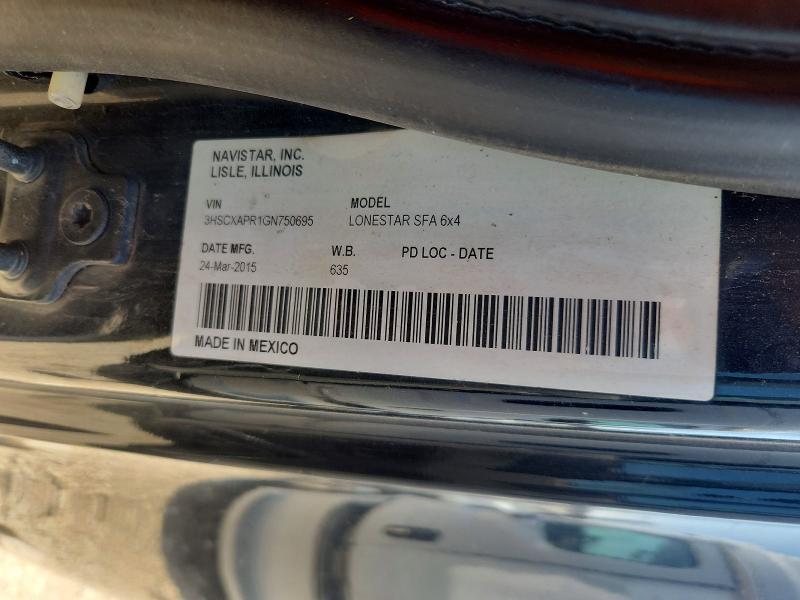 NAVISTAR, INC.
LISLE, ILLINOIS
VIN MODEL
3HSCXAPR1GN750695 LONESTAR SFA 6x4
DATE MFG. W.B. PD LOC - DATE
24-Mar-2015 635
MADE IN MEXICO